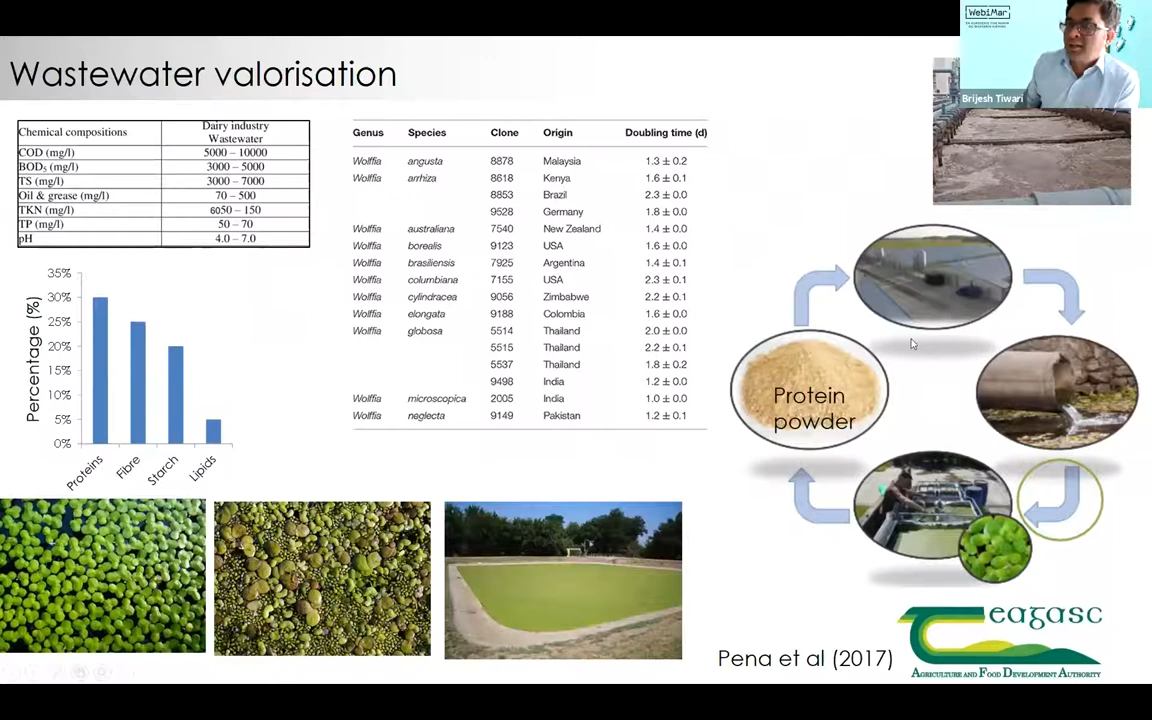 WebiMar
Brijesh Tiwari
Wastewater valorisation
Chemical compositions Dairy industry Wastewater
COD (mg/l) 5000 – 10000
BOD₅ (mg/l) 3000 – 5000
TS (mg/l) 3000 – 7000
Oil & grease (mg/l) 70 – 500
TKN (mg/l) 6050 – 150
TP (mg/l) 50 – 70
pH 4.0 – 7.0
Genus Species Clone Origin Doubling time (d)
Wolffia angusta 8878 Malaysia 1.3 ± 0.2
Wolffia arrhiza 8618 Kenya 1.6 ± 0.1
8853 Brazil 2.3 ± 0.0
9528 Germany 1.8 ± 0.0
Wolffia australiana 7540 New Zealand 1.4 ± 0.0
Wolffia borealis 9123 USA 1.6 ± 0.0
Wolffia brasiliensis 7925 Argentina 1.4 ± 0.1
Wolffia columbiana 7155 USA 2.3 ± 0.1
Wolffia cylindracea 9056 Zimbabwe 2.2 ± 0.1
Wolffia elongata 9188 Colombia 1.6 ± 0.0
Wolffia globosa 5514 Thailand 2.0 ± 0.0
5515 Thailand 2.2 ± 0.1
5537 Thailand 1.8 ± 0.2
9498 India 1.2 ± 0.0
Wolffia microscopica 2005 India 1.0 ± 0.0
Wolffia neglecta 9149 Pakistan 1.2 ± 0.1
Percentage (%)
35%
30%
25%
20%
15%
10%
5%
0%
Proteins Fibre Starch Lipids
Protein
powder
Pena et al (2017)
eagasc
AGRICULTURE AND FOOD DEVELOPMENT AUTHORITY